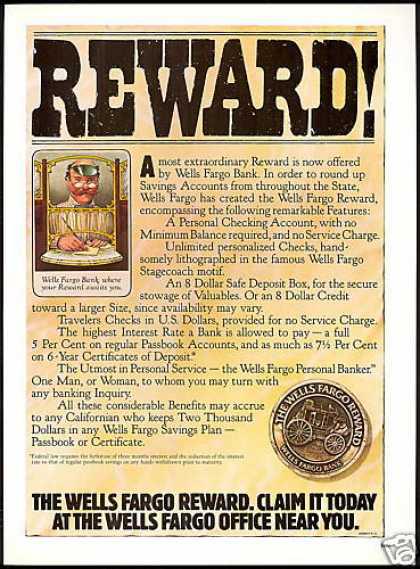 REWARD!
A most extraordinary Reward is now offered
by Wells Fargo Bank. In order to round up
Savings Accounts from throughout the State,
Wells Fargo has created the Wells Fargo Reward,
encompassing the following remarkable Features:
A Personal Checking Account, with no
Minimum Balance required, and no Service Charge.
Unlimited personalized Checks, hand-
somely lithographed in the famous Wells Fargo
Stagecoach motif.
An 8 Dollar Safe Deposit Box, for the secure
stowage of Valuables. Or an 8 Dollar Credit
toward a larger Size, since availability may vary.
Travelers Checks in U.S. Dollars, provided for no Service Charge.
The highest Interest Rate a Bank is allowed to pay — a full
5 Per Cent on regular Passbook Accounts, and as much as 7½ Per Cent
on 6-Year Certificates of Deposit.*
The Utmost in Personal Service — the Wells Fargo Personal Banker.™
One Man, or Woman, to whom you may turn with
any banking Inquiry.
All these considerable Benefits may accrue
to any Californian who keeps Two Thousand
Dollars in any Wells Fargo Savings Plan —
Passbook or Certificate.
*Federal law requires the forfeiture of three months interest and the reduction of the interest
rate to that of regular passbook savings on any funds withdrawn prior to maturity.
Wells Fargo Bank, where
your Reward awaits you.
THE WELLS FARGO REWARD
WELLS FARGO BANK
THE WELLS FARGO REWARD. CLAIM IT TODAY
AT THE WELLS FARGO OFFICE NEAR YOU.